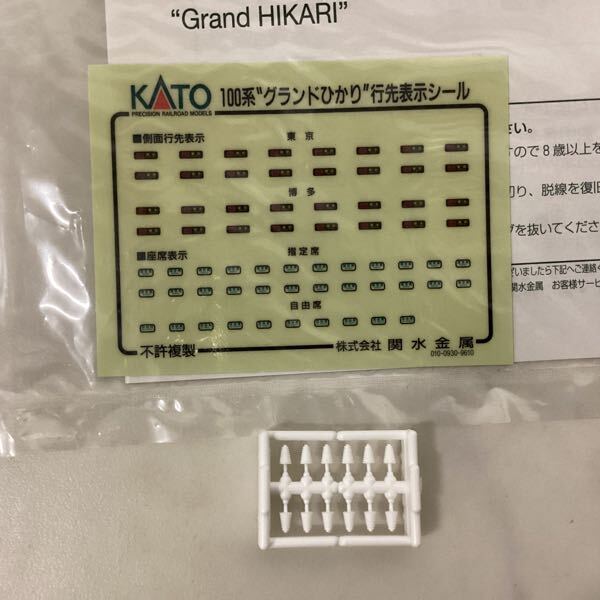 "Grand HIKARI"
KATO
PRECISION RAILROAD MODELS
100系"グランドひかり"行先表示シール
■側面行先表示
東京
博多
■座席表示
指定席
自由席
不許複製
株式会社 関水金属
010-0930-9610
さい。
すので8歳以上を
切り、脱線を復旧
グを抜いてくださ
ざいましたら下記へご連絡く
関水金属 お客様サービ